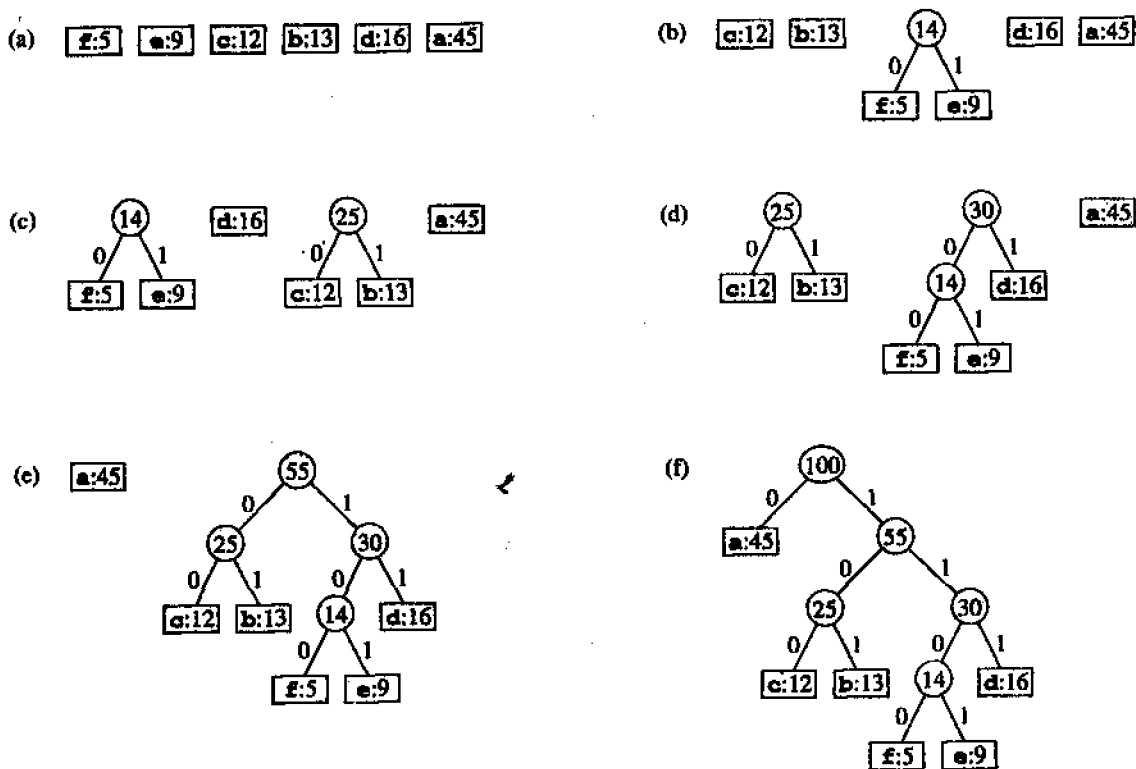 (a) f:5 e:9 c:12 b:13 d:16 a:45
(b) c:12 b:13 14 d:16 a:45
0 1
f:5 e:9
(c) 14 d:16 25 a:45
0 1 0 1
f:5 e:9 c:12 b:13
(d) 25 30 a:45
0 1 0 1
c:12 b:13 14 d:16
0 1
f:5 e:9
(e) a:45 55
0 1
25 30
0 1 0 1
c:12 b:13 14 d:16
0 1
f:5 e:9
(f) 100
0 1
a:45 55
0 1
25 30
0 1 0 1
c:12 b:13 14 d:16
0 1
f:5 e:9